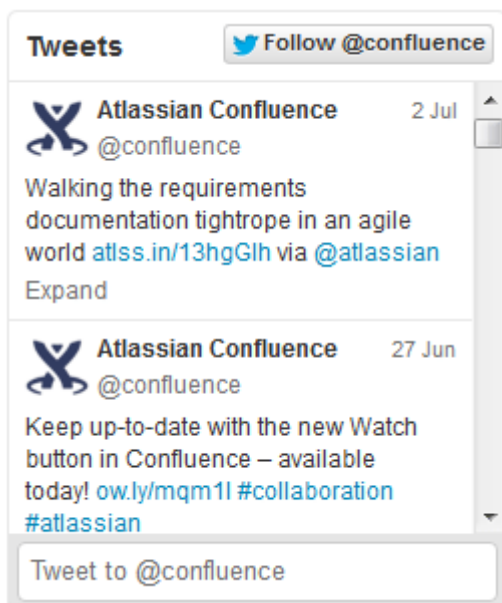 Tweets
Follow @confluence
Atlassian Confluence 2 Jul
@confluence
Walking the requirements
documentation tightrope in an agile
world atlss.in/13hgGlh via @atlassian
Expand
Atlassian Confluence 27 Jun
@confluence
Keep up-to-date with the new Watch
button in Confluence – available
today! ow.ly/mqm1l #collaboration
#atlassian
Tweet to @confluence